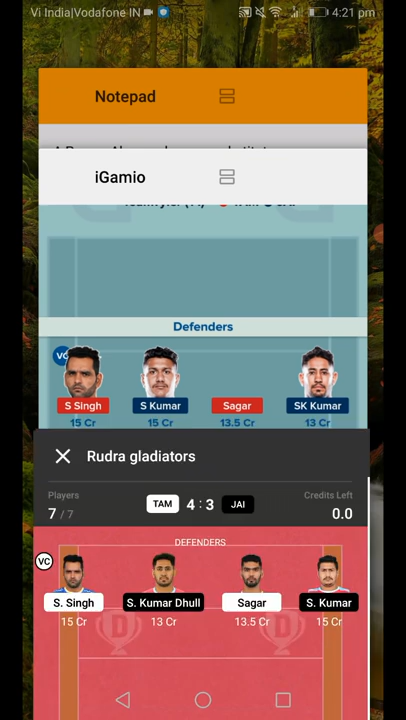 Vi India|Vodafone IN 4:21 pm
Notepad
iGamio
Defenders
VC
S Singh S Kumar Sagar SK Kumar
15 Cr 15 Cr 13.5 Cr 13 Cr
Rudra gladiators
Players Credits Left
7 / 7 TAM 4 : 3 JAI 0.0
DEFENDERS
VC
S. Singh S. Kumar Dhull Sagar S. Kumar
15 Cr 13 Cr 13.5 Cr 15 Cr